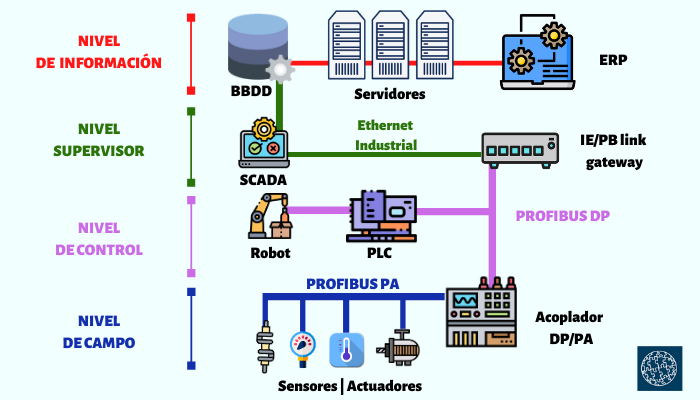 NIVEL
DE INFORMACIÓN
BBDD
Servidores
ERP
NIVEL
SUPERVISOR
SCADA
Ethernet
Industrial
IE/PB link
gateway
NIVEL
DE CONTROL
Robot
PLC
PROFIBUS DP
NIVEL
DE CAMPO
PROFIBUS PA
Sensores | Actuadores
Acoplador
DP/PA